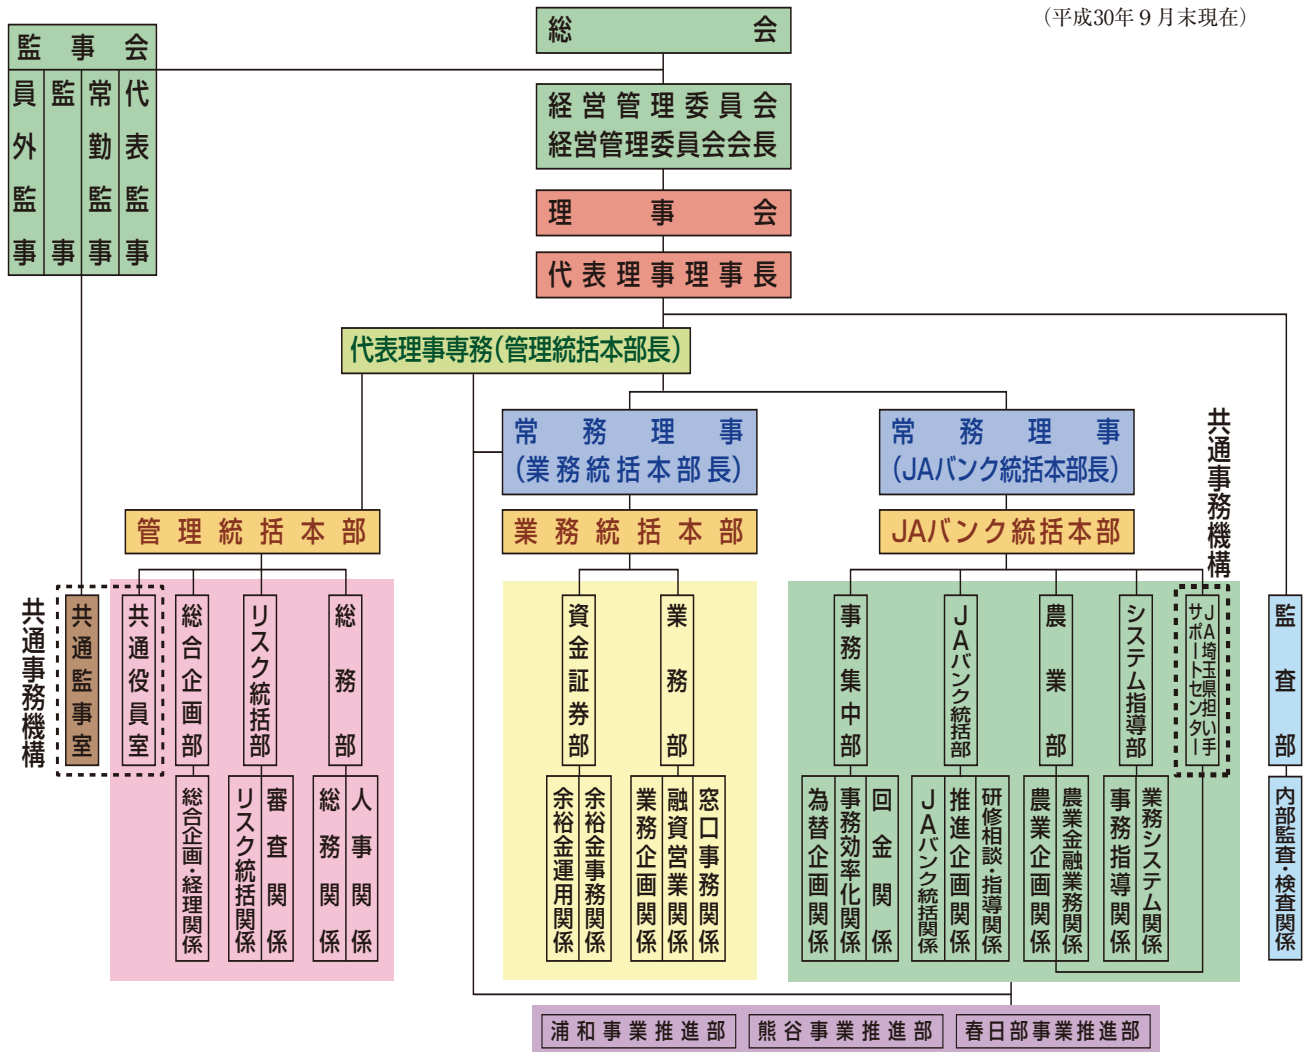 （平成30年９月末現在）
総会
監事会
代表監事
常勤監事
監事
員外監事
経営管理委員会
経営管理委員会会長
理事会
代表理事理事長
代表理事専務（管理統括本部長）
常務理事
（業務統括本部長）
常務理事
（JAバンク統括本部長）
共通事務機構
管理統括本部
業務統括本部
JAバンク統括本部
共通事務機構
共通監事室
共通役員室
総合企画部
リスク統括部
総務部
資金証券部
業務部
事務集中部
JAバンク統括部
農業部
システム指導部
JA埼玉県担い手
サポートセンター
監査部
総合企画・経理関係
リスク統括関係
審査関係
総務関係
人事関係
余裕金運用関係
余裕金事務関係
業務企画関係
融資営業関係
窓口事務関係
為替企画関係
事務効率化関係
回金関係
JAバンク統括関係
推進企画関係
研修相談・指導関係
農業企画関係
農業金融業務関係
事務指導関係
業務システム関係
内部監査・検査関係
浦和事業推進部
熊谷事業推進部
春日部事業推進部